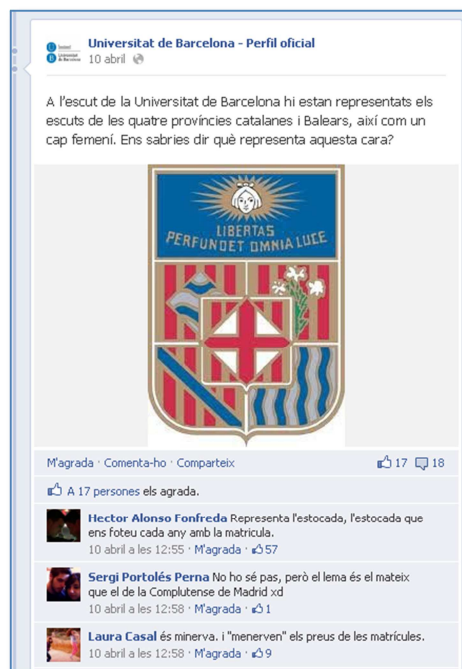 Universitat de Barcelona - Perfil oficial
10 abril
A l'escut de la Universitat de Barcelona hi estan representats els
escuts de les quatre províncies catalanes i Balears, així com un
cap femení. Ens sabries dir què representa aquesta cara?
LIBERTAS
PERFUNDET OMNIA LUCE
M'agrada · Comenta-ho · Comparteix 17 18
A 17 persones els agrada.
Hector Alonso Fonfreda Representa l'estocada, l'estocada que
ens foteu cada any amb la matricula.
10 abril a les 12:55 · M'agrada · 57
Sergi Portolés Perna No ho sé pas, però el lema és el mateix
que el de la Complutense de Madrid xd
10 abril a les 12:58 · M'agrada · 1
Laura Casal és minerva. i "menerven" els preus de les matrícules.
10 abril a les 12:58 · M'agrada · 9